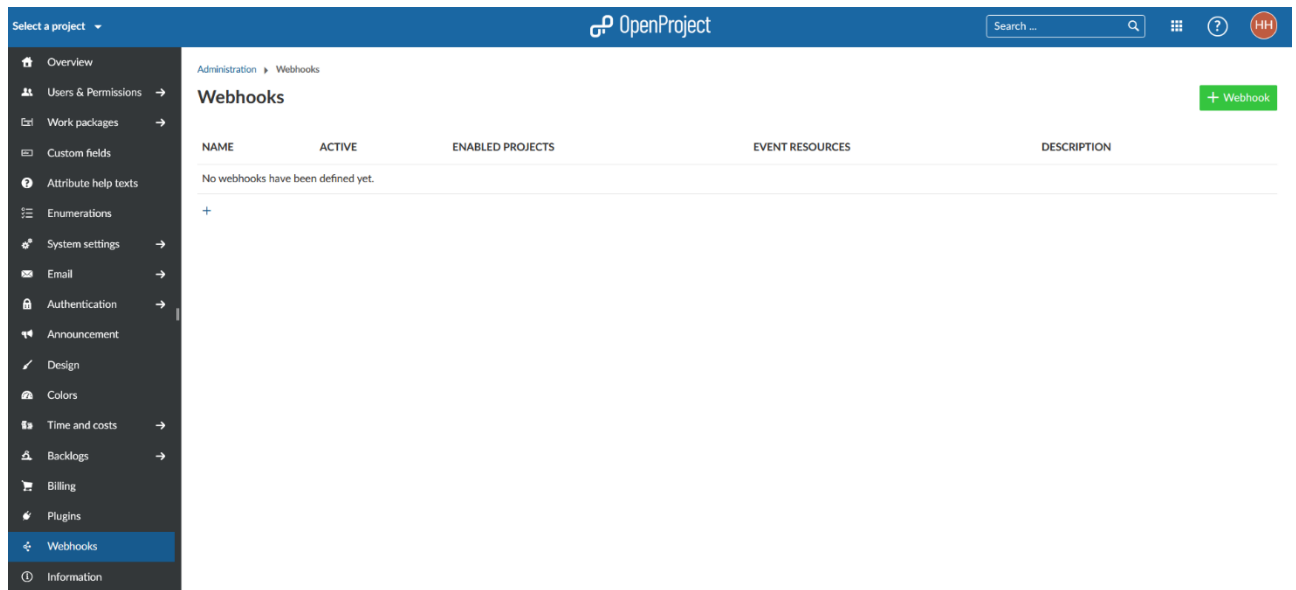 Select a project
OpenProject
Search ...
?
HH
Overview
Users & Permissions →
Work packages →
Custom fields
Attribute help texts
Enumerations
System settings →
Email →
Authentication →
Announcement
Design
Colors
Time and costs →
Backlogs →
Billing
Plugins
Webhooks
Information
Administration Webhooks
Webhooks
+ Webhook
NAME ACTIVE ENABLED PROJECTS EVENT RESOURCES DESCRIPTION
No webhooks have been defined yet.
+